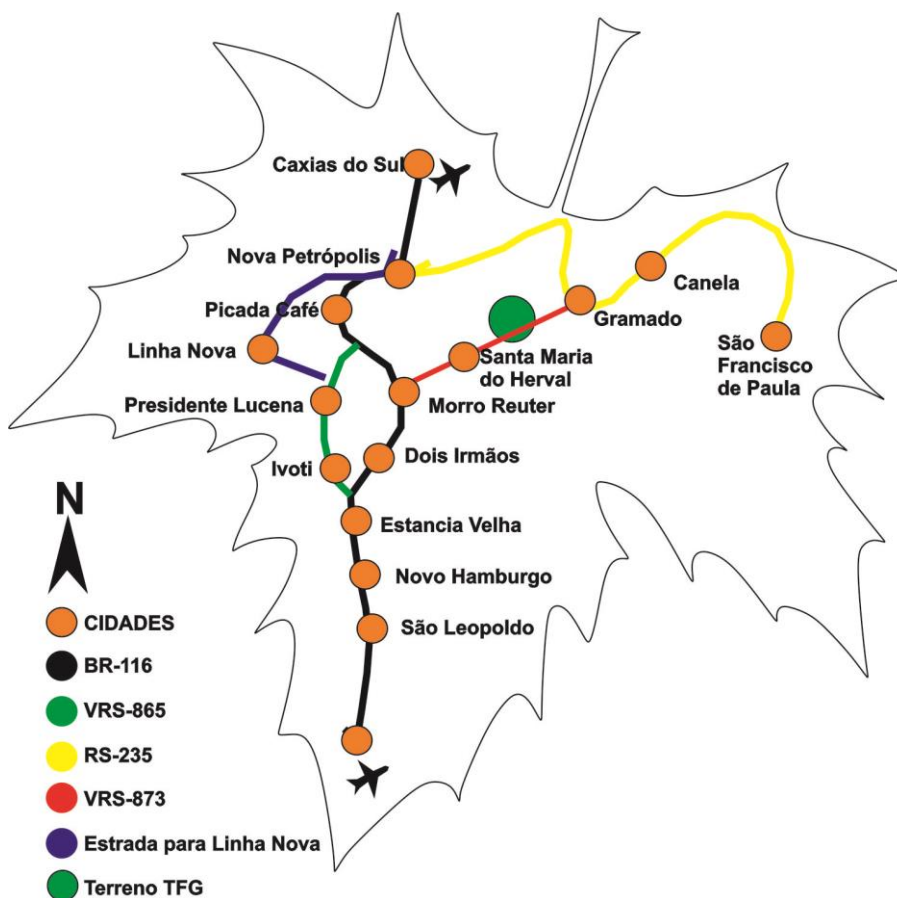 Caxias do Sul
Nova Petrópolis
Picada Café
Linha Nova
Presidente Lucena
Ivoti
Canela
Gramado
São
Francisco
de Paula
Santa Maria
do Herval
Morro Reuter
Dois Irmãos
Estancia Velha
Novo Hamburgo
São Leopoldo
N
CIDADES
BR-116
VRS-865
RS-235
VRS-873
Estrada para Linha Nova
Terreno TFG